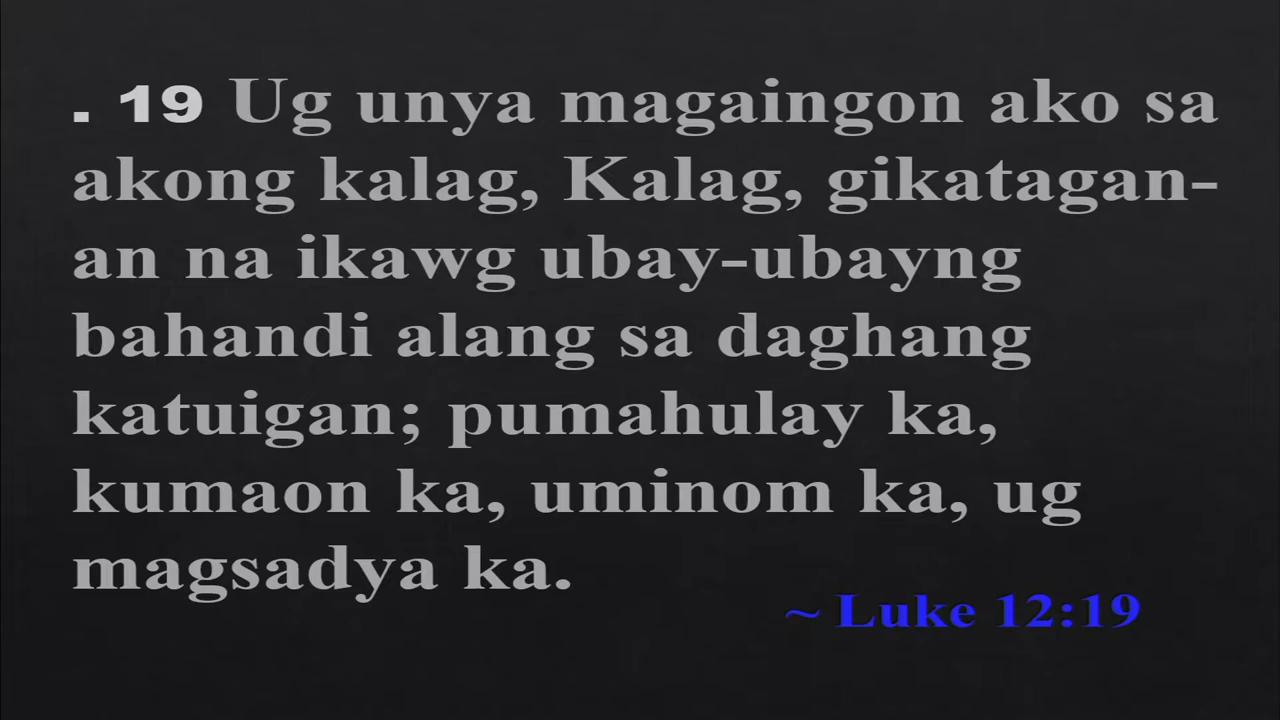 . 19 Ug unya magaingon ako sa
akong kalag, Kalag, gikatagan-
an na ikawg ubay-ubayng
bahandi alang sa daghang
katuigan; pumahulay ka,
kumaon ka, uminom ka, ug
magsadya ka.
~ Luke 12:19